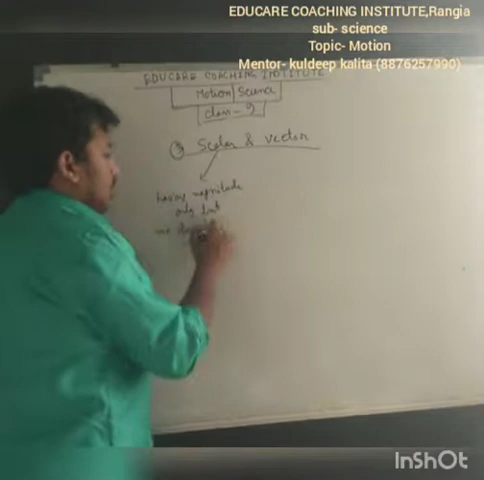 EDUCARE COACHING INSTITUTE,Rangia
sub- science
Topic- Motion
Mentor- kuldeep kalita (8876257990)
EDUCARE COACHING INSTITUTE
Motion Science
class - 9
Scalar & vector
having magnitude
only but
no
InShOt